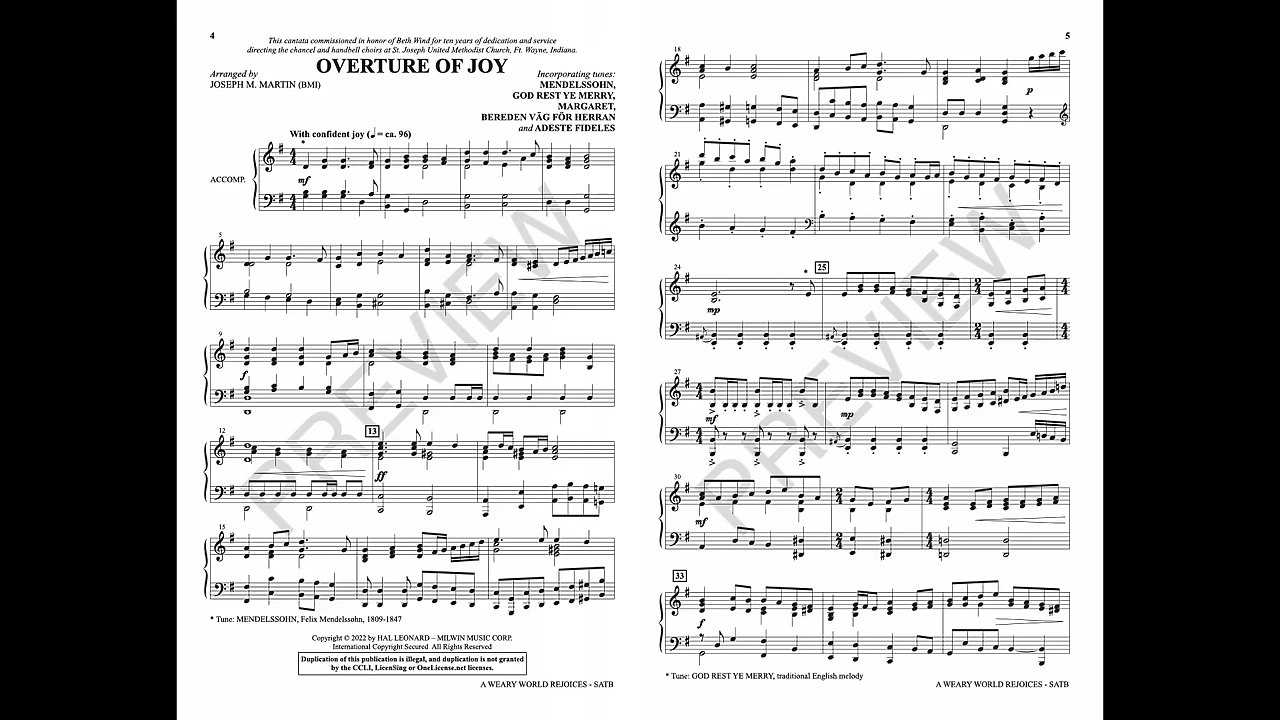 4
This cantata commissioned in honor of Beth Wind for ten years of dedication and service
directing the chancel and handbell choirs at St. Joseph United Methodist Church, Ft. Wayne, Indiana.
OVERTURE OF JOY
Arranged by
JOSEPH M. MARTIN (BMI)
Incorporating tunes:
MENDELSSOHN,
GOD REST YE MERRY,
MARGARET,
BEREDEN VÄG FÖR HERRAN
and ADESTE FIDELES
With confident joy (♩ = ca. 96)
*
ACCOMP.
mf
5
9
f
12
13
ff
15
PREVIEW
* Tune: MENDELSSOHN, Felix Mendelssohn, 1809-1847
Copyright © 2022 by HAL LEONARD – MILWIN MUSIC CORP.
International Copyright Secured All Rights Reserved
Duplication of this publication is illegal, and duplication is not granted
by the CCLI, LicenSing or OneLicense.net licenses.
A WEARY WORLD REJOICES - SATB
5
18
p
21
24
25
*
mp
27
mf
mp
30
mf
33
f
PREVIEW
* Tune: GOD REST YE MERRY, traditional English melody
A WEARY WORLD REJOICES - SATB